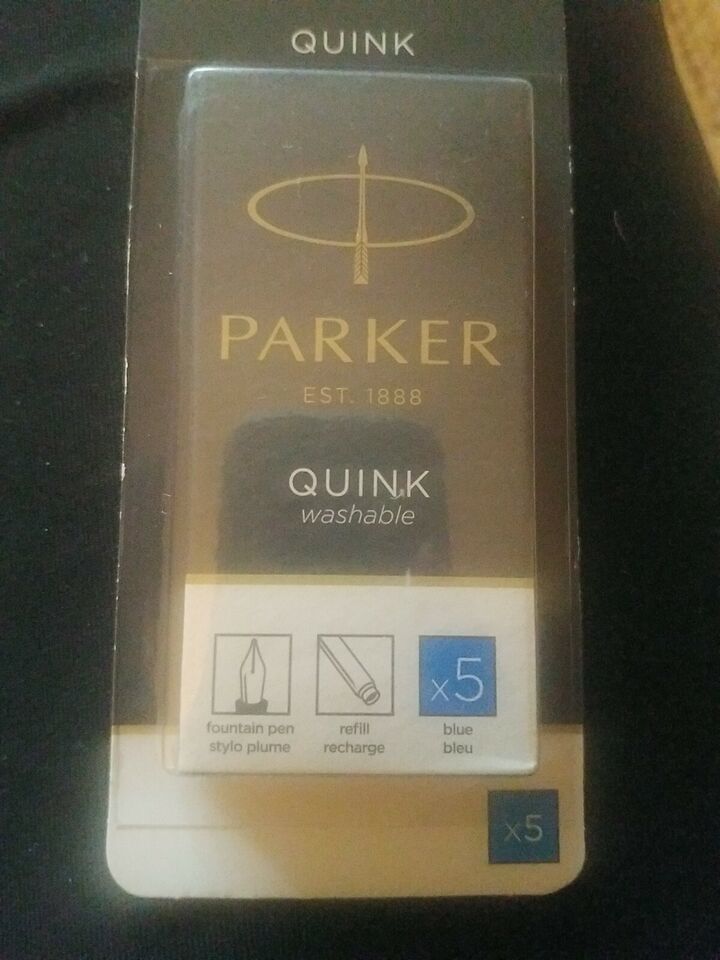 QUINK
PARKER
EST. 1888
QUINK
washable
fountain pen
stylo plume
refill
recharge
x5
blue
bleu
x5